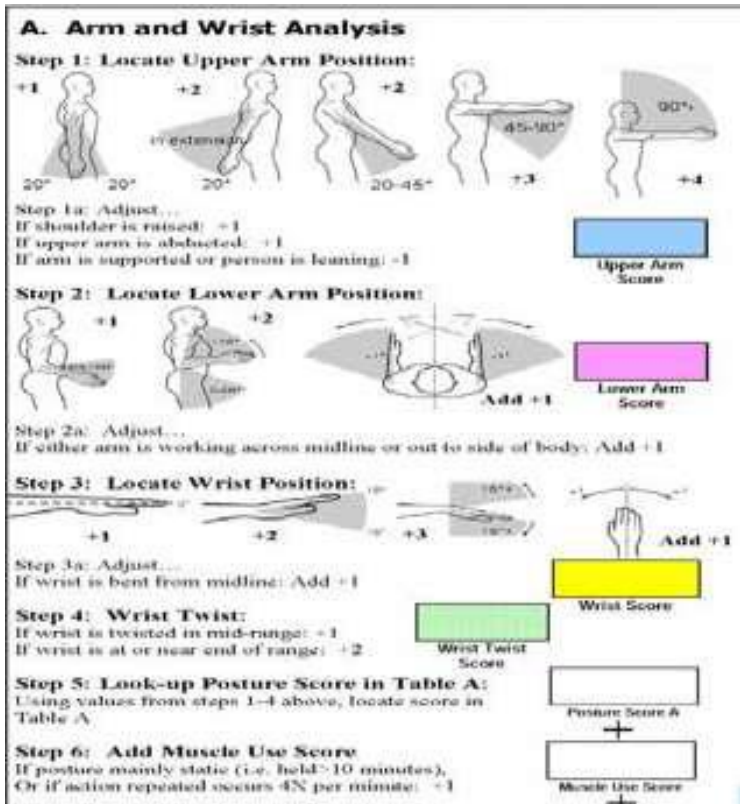 A. Arm and Wrist Analysis
Step 1: Locate Upper Arm Position:
+1 +2 +2
in extension 45-90° 90°+
20° 20° 20° 20-45° +3 +4
Step 1a: Adjust...
If shoulder is raised: +1
If upper arm is abducted: +1
If arm is supported or person is leaning: -1
Upper Arm
Score
Step 2: Locate Lower Arm Position:
+1 +2
Add +1
Lower Arm
Score
Step 2a: Adjust...
If either arm is working across midline or out to side of body: Add +1
Step 3: Locate Wrist Position:
+1 +2 +3 Add +1
Step 3a: Adjust...
If wrist is bent from midline: Add +1
Wrist Score
Step 4: Wrist Twist:
If wrist is twisted in mid-range: +1
If wrist is at or near end of range: +2
Wrist Twist
Score
Step 5: Look-up Posture Score in Table A:
Using values from steps 1-4 above, locate score in
Table A
Posture Score A
+
Step 6: Add Muscle Use Score
If posture mainly static (i.e. held>10 minutes),
Or if action repeated occurs 4X per minute: +1
Muscle Use Score
+